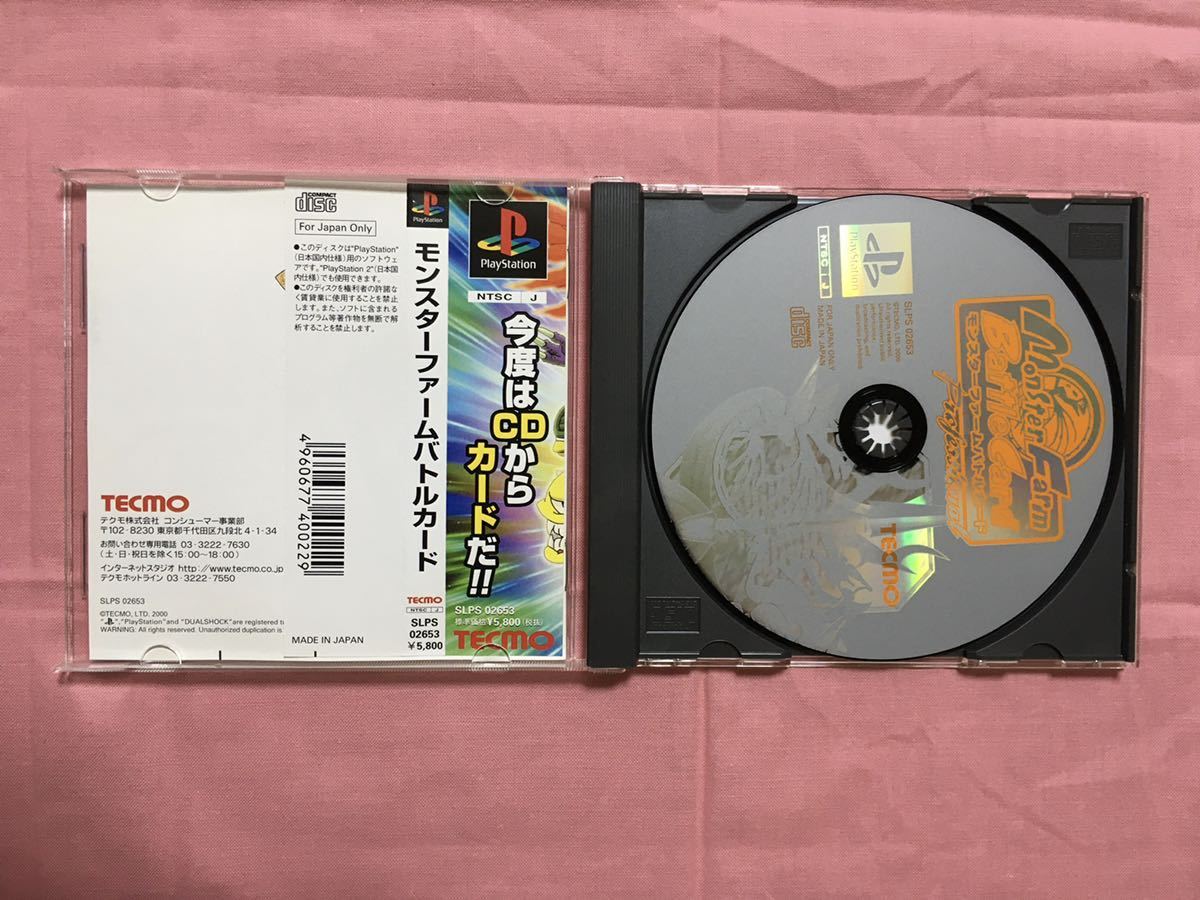 TECMO
テクモ株式会社 コンシューマー事業部
〒102-8230 東京都千代田区九段北4-1-34
お問い合わせ専用電話 03-3222-7630
(土・日・祝日を除く15:00〜18:00)
インターネットスタジオ http://www.tecmo.co.jp
テクモホットライン 03-3222-7550
SLPS 02653
©TECMO, LTD. 2000
"PlayStation" and "DUALSHOCK" are registered
WARNING: All rights reserved. Unauthorized duplication is
COMPACT
disc
For Japan Only
●このディスクは"PlayStation"
(日本国内仕様)用のソフトウェ
アです。"PlayStation 2"(日本国
内仕様)でも使用できます。
●このディスクを権利者の許諾な
く賃貸業に使用することを禁止
します。また、ソフトに含まれる
プログラム等著作物を無断で解
析することを禁止します。
4 960677 400229
MADE IN JAPAN
PlayStation
モンスターファームバトルカード
TECMO
NTSC J
SLPS
02653
¥5,800
PlayStation
NTSC J
今度はCDから
カードだ!!
SLPS 02653
標準価格¥5,800(税抜)
TECMO
PlayStation
NTSC J
SLPS 02653
©TECMO, LTD. 2000
All rights reserved.
FOR JAPAN ONLY
MADE IN JAPAN
COMPACT
disc
Monster Farm
Battle Card
モンスターファームバトルカード
Professional
TECMO